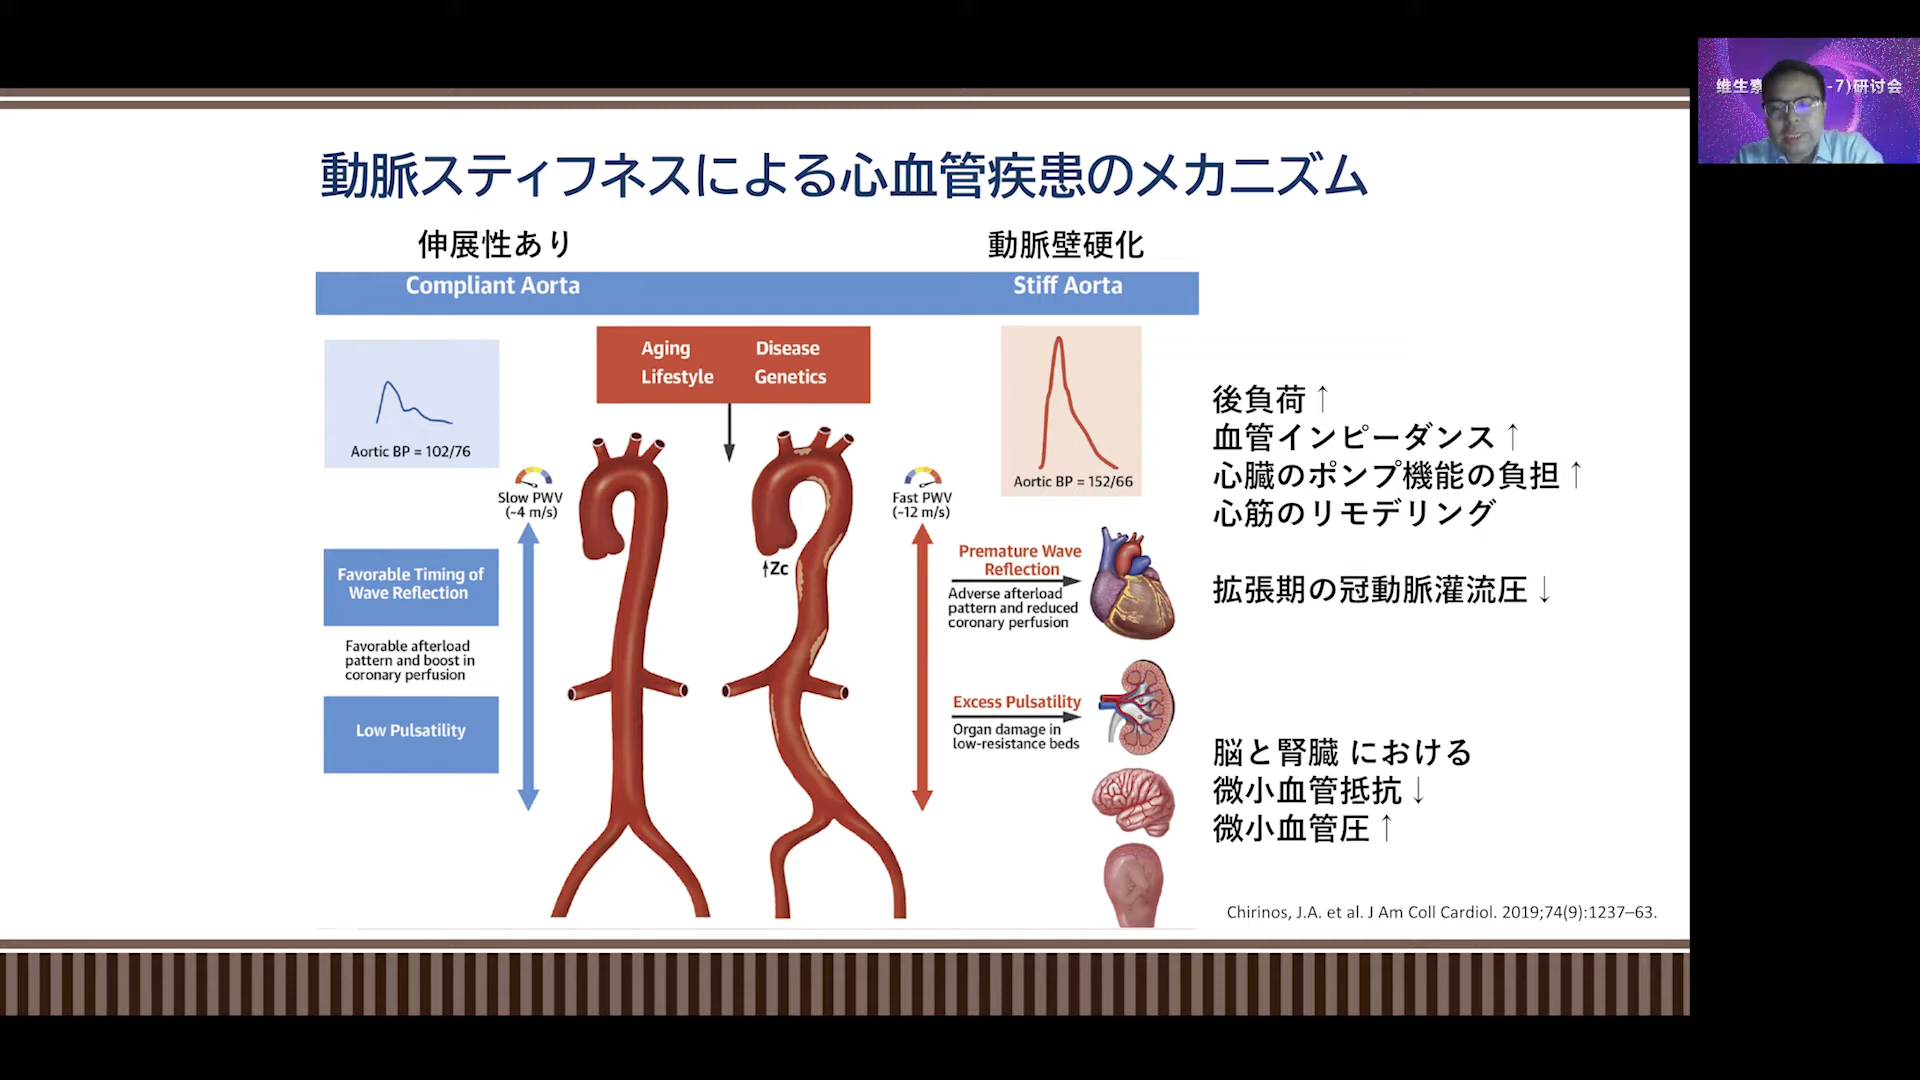 動脈スティフネスによる心血管疾患のメカニズム
伸展性あり
動脈壁硬化
Compliant Aorta
Stiff Aorta
Aging Disease
Lifestyle Genetics
Aortic BP = 102/76
Aortic BP = 152/66
Slow PWV
(~4 m/s)
Fast PWV
(~12 m/s)
↑Zc
Favorable Timing of
Wave Reflection
Favorable afterload
pattern and boost in
coronary perfusion
Low Pulsatility
Premature Wave
Reflection
Adverse afterload
pattern and reduced
coronary perfusion
Excess Pulsatility
Organ damage in
low-resistance beds
後負荷↑
血管インピーダンス↑
心臓のポンプ機能の負担↑
心筋のリモデリング
拡張期の冠動脈灌流圧↓
脳と腎臓 における
微小血管抵抗↓
微小血管圧↑
Chirinos, J.A. et al. J Am Coll Cardiol. 2019;74(9):1237–63.
维生素 -7)研讨会